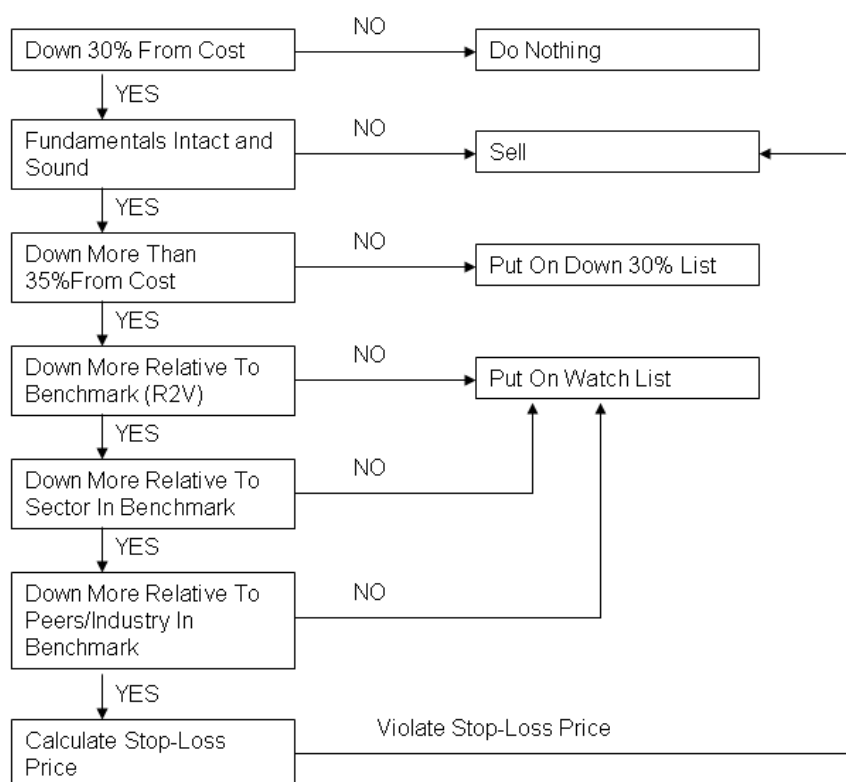 NO
Down 30% From Cost
Do Nothing
YES
NO
Fundamentals Intact and
Sound
Sell
YES
NO
Down More Than
35%From Cost
Put On Down 30% List
YES
NO
Down More Relative To
Benchmark (R2V)
Put On Watch List
YES
NO
Down More Relative To
Sector In Benchmark
YES
NO
Down More Relative To
Peers/Industry In
Benchmark
YES
Violate Stop-Loss Price
Calculate Stop-Loss
Price